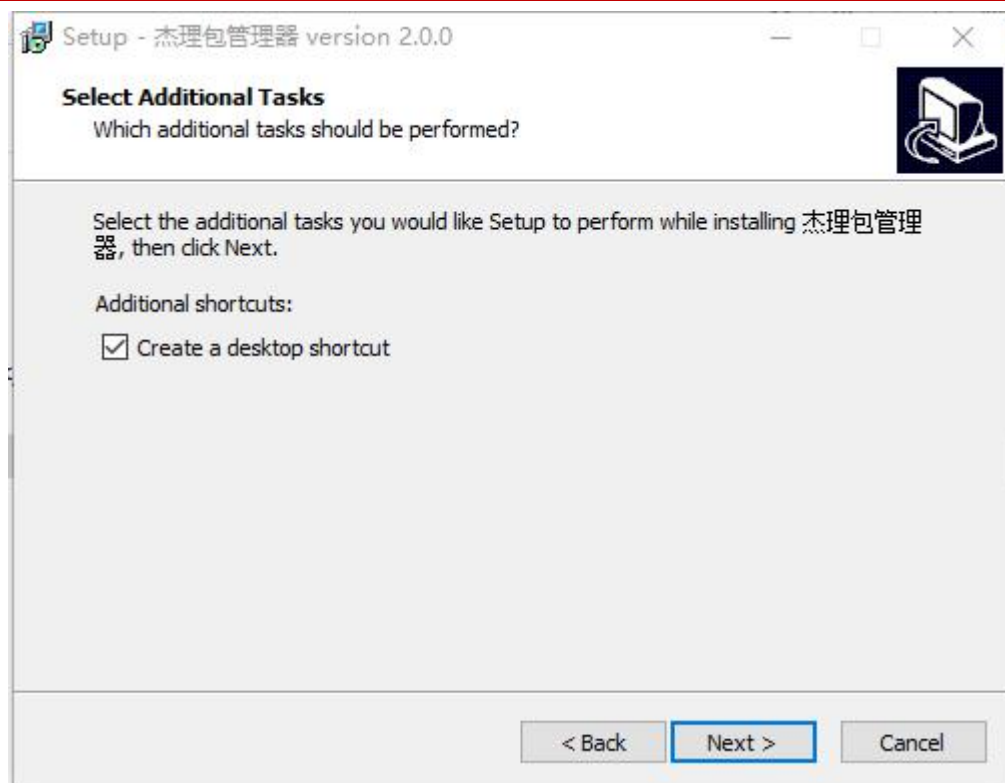 Setup - 杰理包管理器 version 2.0.0
Select Additional Tasks
Which additional tasks should be performed?
Select the additional tasks you would like Setup to perform while installing 杰理包管理
器, then click Next.
Additional shortcuts:
Create a desktop shortcut
< Back
Next >
Cancel